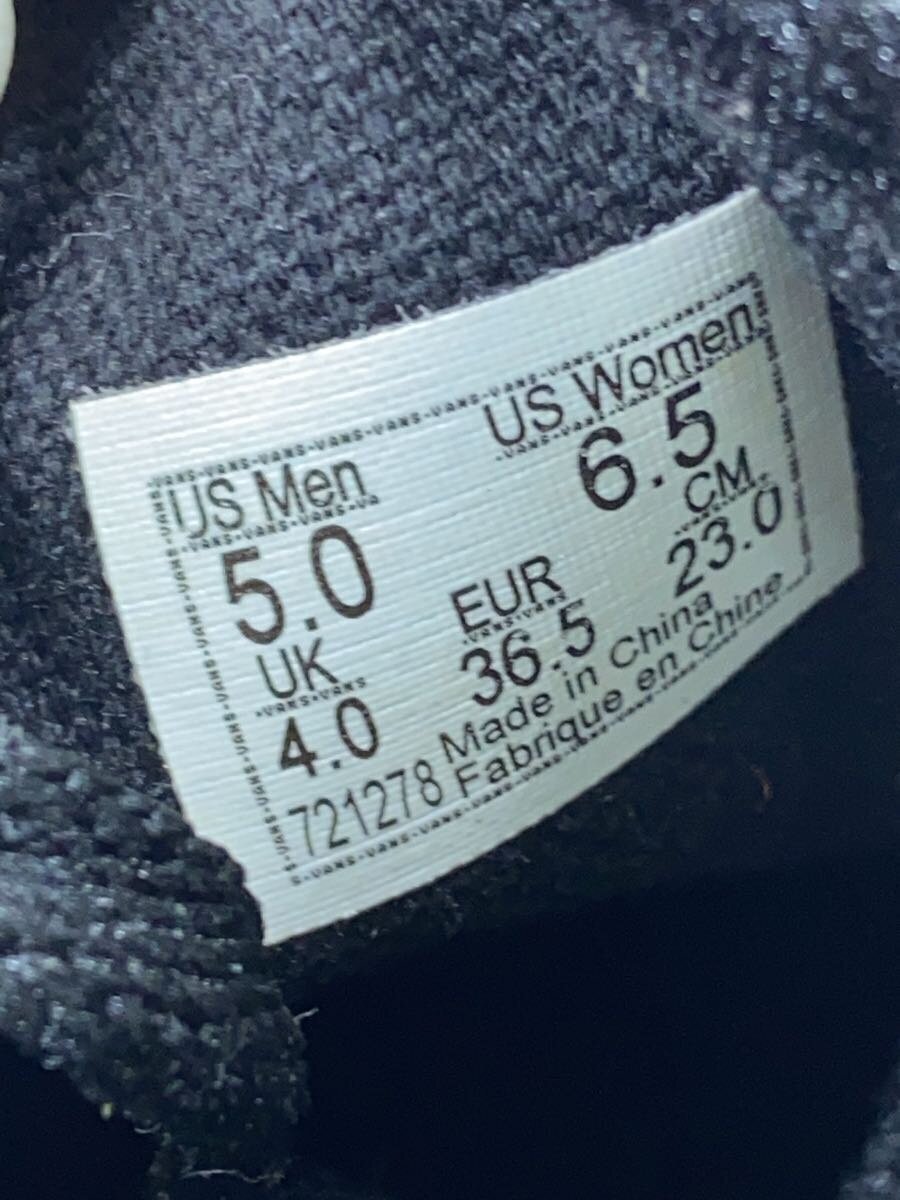 US Men US Women
5.0 6.5
UK EUR CM
4.0 36.5 23.0
721278 Made in China
Fabrique en Chine
VANS